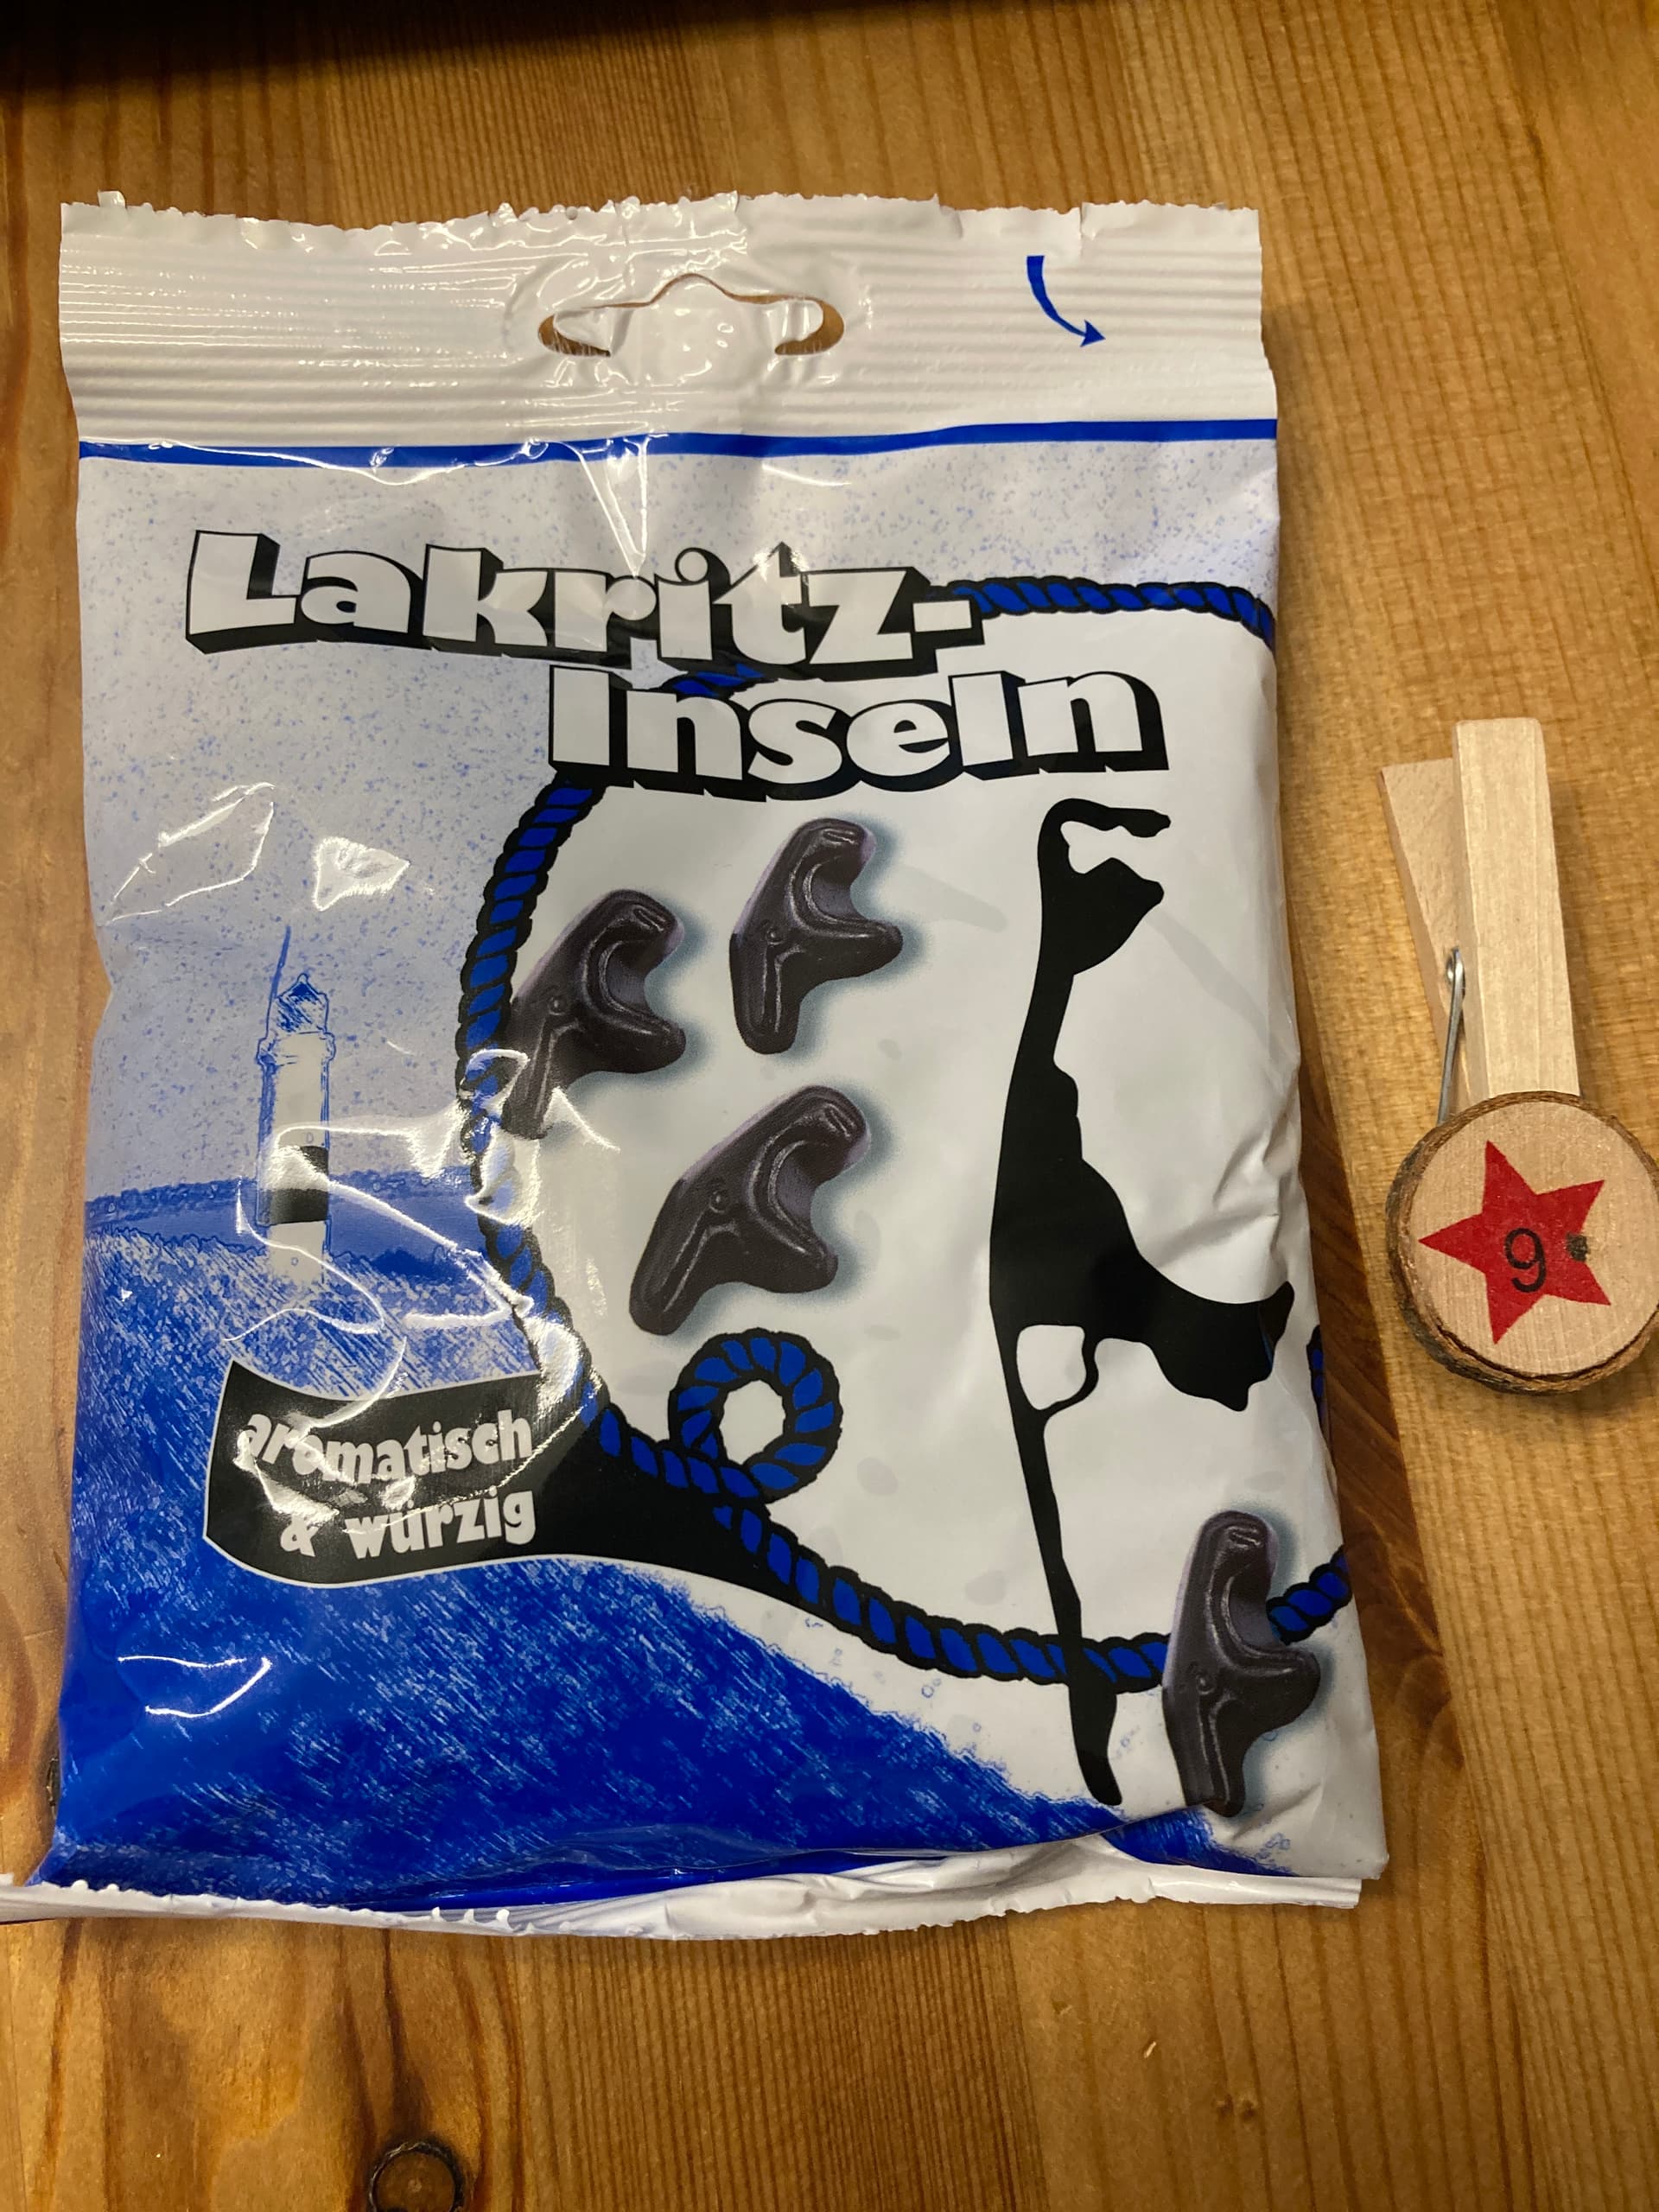 Lakritz-
Inseln
aromatisch
& würzig
9.